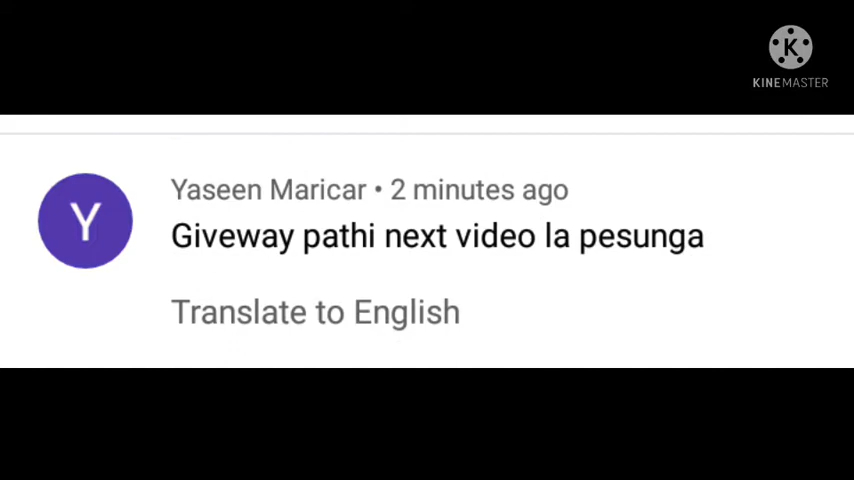 K
KINEMASTER
Y
Yaseen Maricar • 2 minutes ago
Giveway pathi next video la pesunga
Translate to English